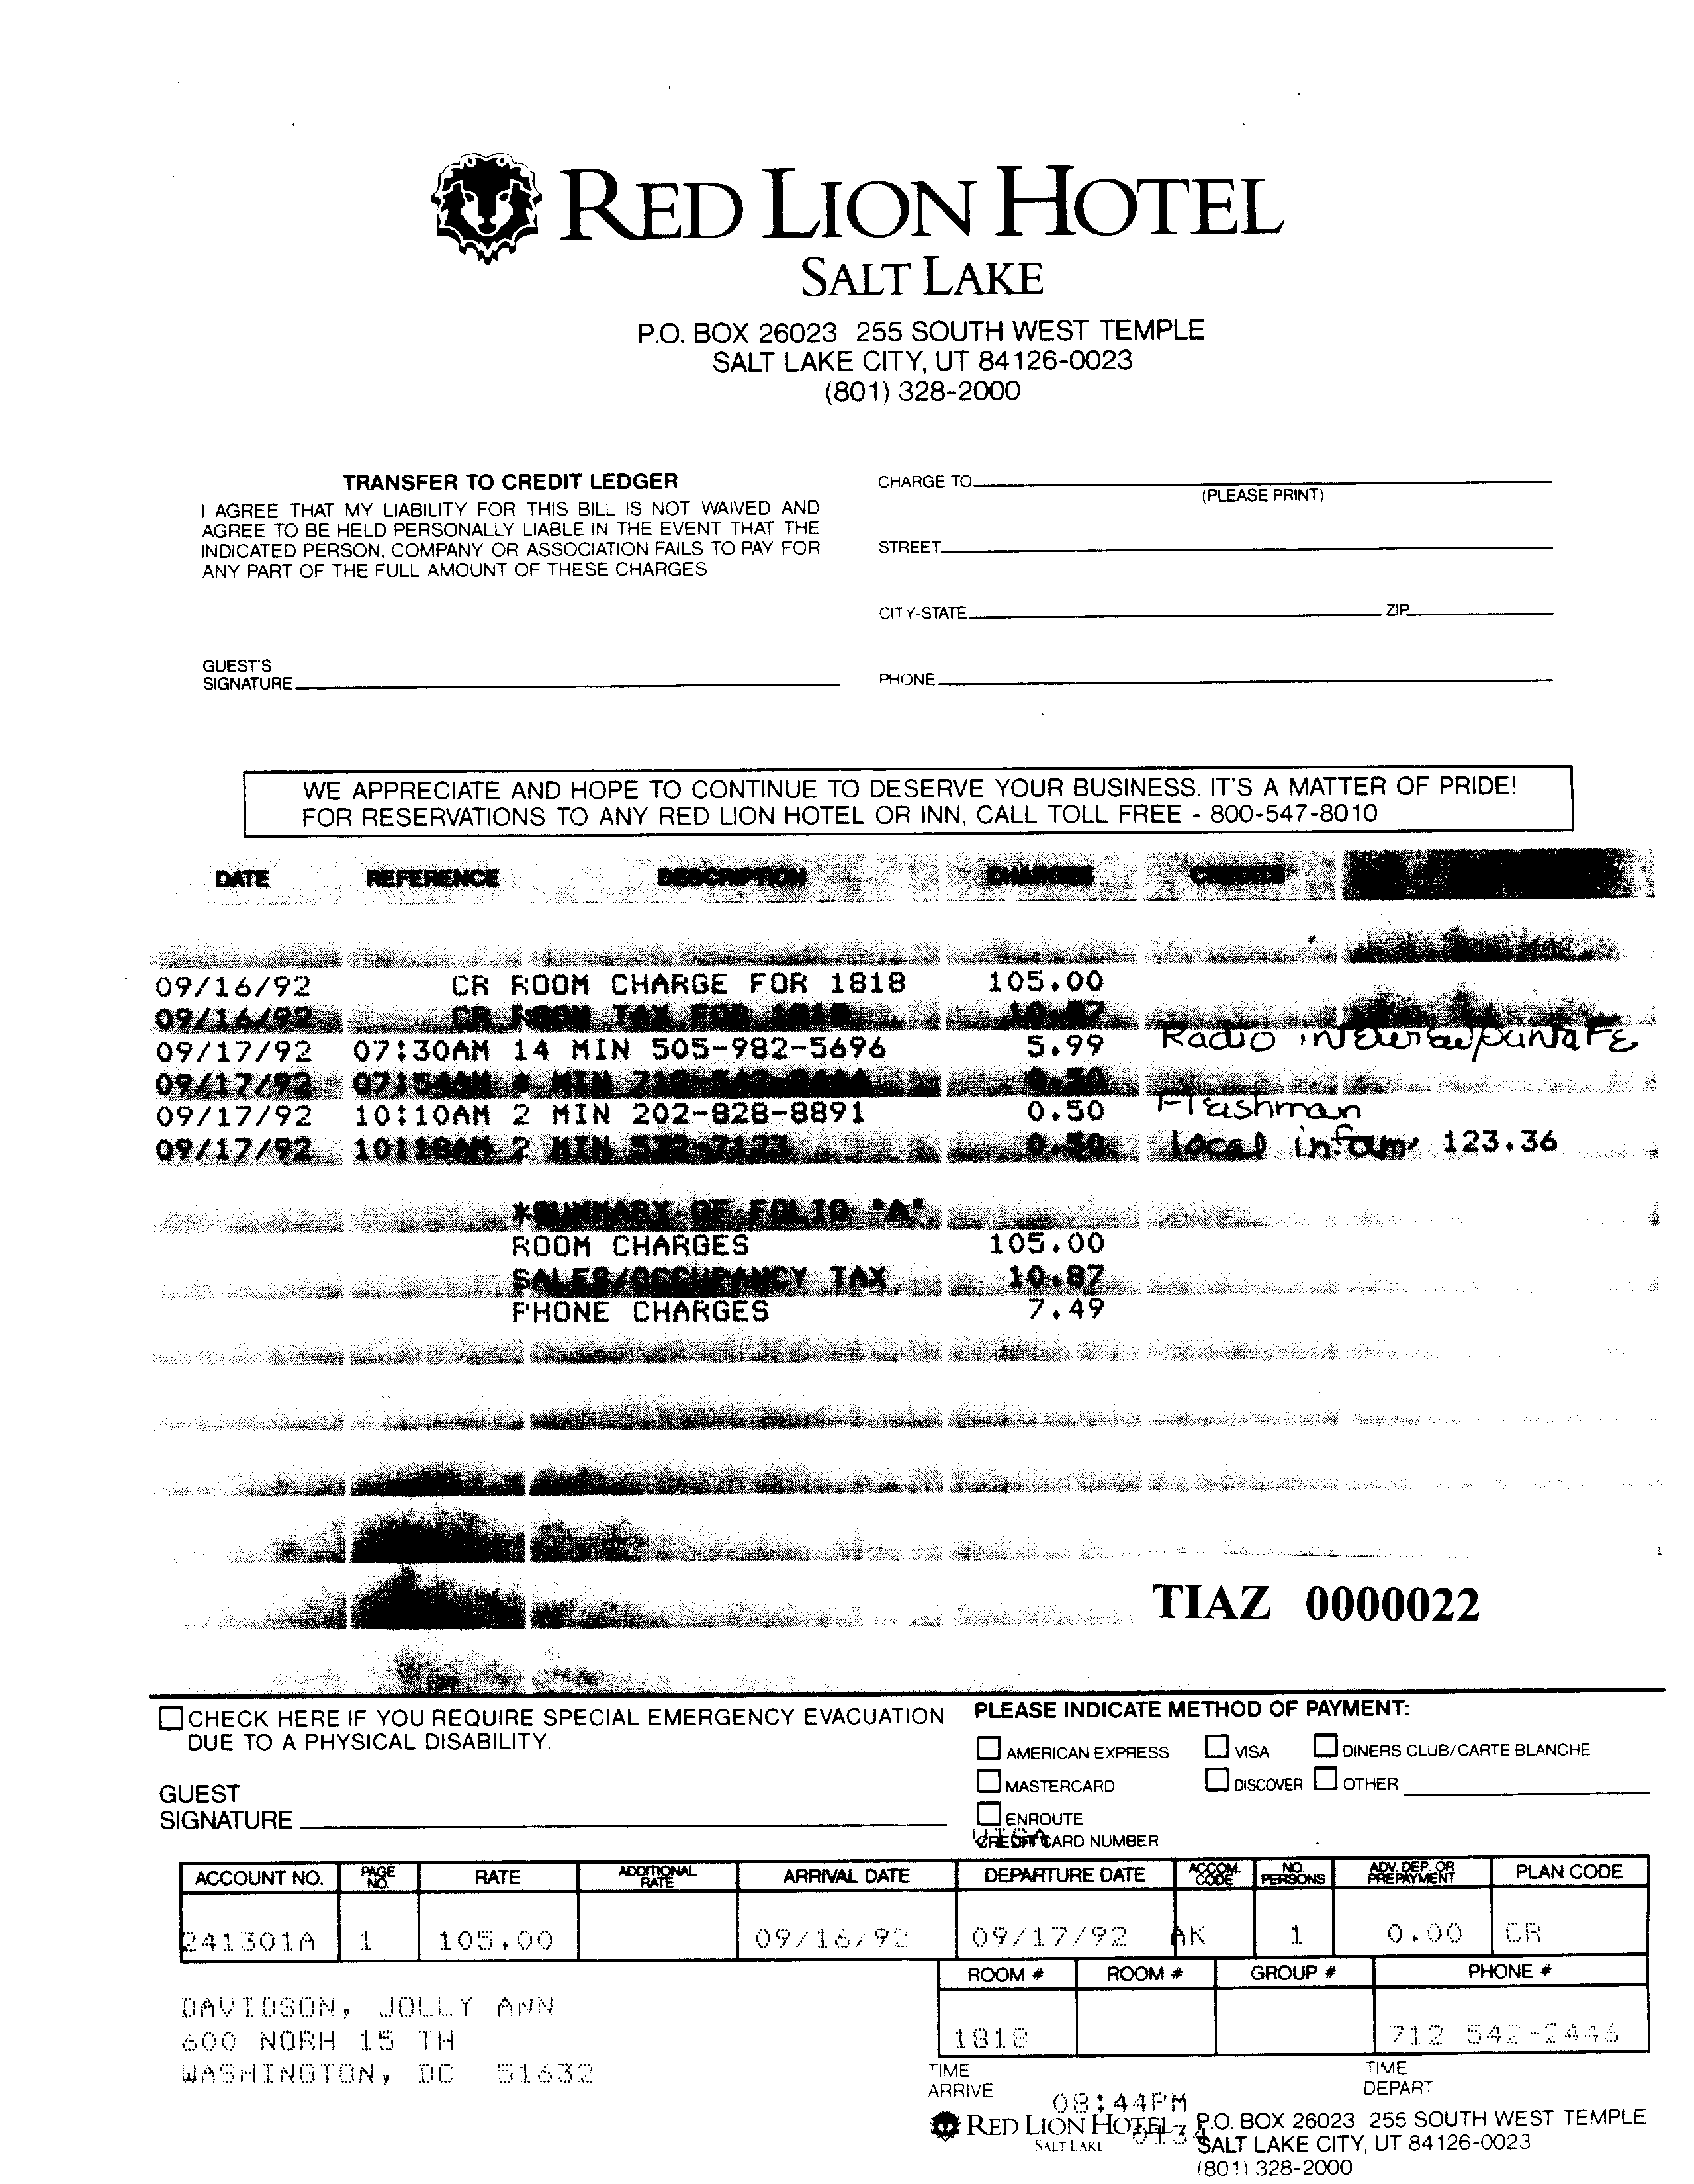 RED LION HOTEL
SALT LAKE
P.O. BOX 26023 255 SOUTH WEST TEMPLE
SALT LAKE CITY, UT 84126-0023
(801) 328-2000
TRANSFER TO CREDIT LEDGER
I AGREE THAT MY LIABILITY FOR THIS BILL IS NOT WAIVED AND
AGREE TO BE HELD PERSONALLY LIABLE IN THE EVENT THAT THE
INDICATED PERSON, COMPANY OR ASSOCIATION FAILS TO PAY FOR
ANY PART OF THE FULL AMOUNT OF THESE CHARGES.
GUEST'S
SIGNATURE
CHARGE TO
(PLEASE PRINT)
STREET
CITY-STATE ZIP
PHONE
WE APPRECIATE AND HOPE TO CONTINUE TO DESERVE YOUR BUSINESS. IT'S A MATTER OF PRIDE!
FOR RESERVATIONS TO ANY RED LION HOTEL OR INN, CALL TOLL FREE - 800-547-8010
DATE REFERENCE DESCRIPTION CHARGES CREDITS
09/16/92 CR ROOM CHARGE FOR 1818 105.00
09/16/92 CR ROOM TAX FOR 1818 10.87
09/17/92 07:30AM 14 MIN 505-982-5696 5.99 Radio interview/Santa FE
09/17/92 07:54AM 4 MIN 0.50
09/17/92 10:10AM 2 MIN 202-828-8891 0.50 Fleishman
09/17/92 10:18AM 2 MIN 532-7123 0.50 local 123.36
*SUMMARY OF FOLIO "A"
ROOM CHARGES 105.00
SALES/OCCUPANCY TAX 10.87
PHONE CHARGES 7.49
TIAZ 0000022
CHECK HERE IF YOU REQUIRE SPECIAL EMERGENCY EVACUATION
DUE TO A PHYSICAL DISABILITY.
GUEST
SIGNATURE
PLEASE INDICATE METHOD OF PAYMENT:
AMERICAN EXPRESS VISA DINERS CLUB/CARTE BLANCHE
MASTERCARD DISCOVER OTHER
ENROUTE
VISA
CREDIT CARD NUMBER
ACCOUNT NO. PAGE NO. RATE ADDITIONAL RATE ARRIVAL DATE DEPARTURE DATE ACCOM. CODE NO. PERSONS ADV. DEP. OR PREPAYMENT PLAN CODE
241301A 1 105.00 09/16/92 09/17/92 AK 1 0.00 CR
ROOM # ROOM # GROUP # PHONE #
1818 712 542-2446
DAVIDSON, JOLLY ANN
600 NORH 15 TH
WASHINGTON, DC 51632
TIME
ARRIVE 08:44PM
TIME
DEPART
RED LION HOTEL
SALT LAKE
P.O. BOX 26023 255 SOUTH WEST TEMPLE
SALT LAKE CITY, UT 84126-0023
(801) 328-2000